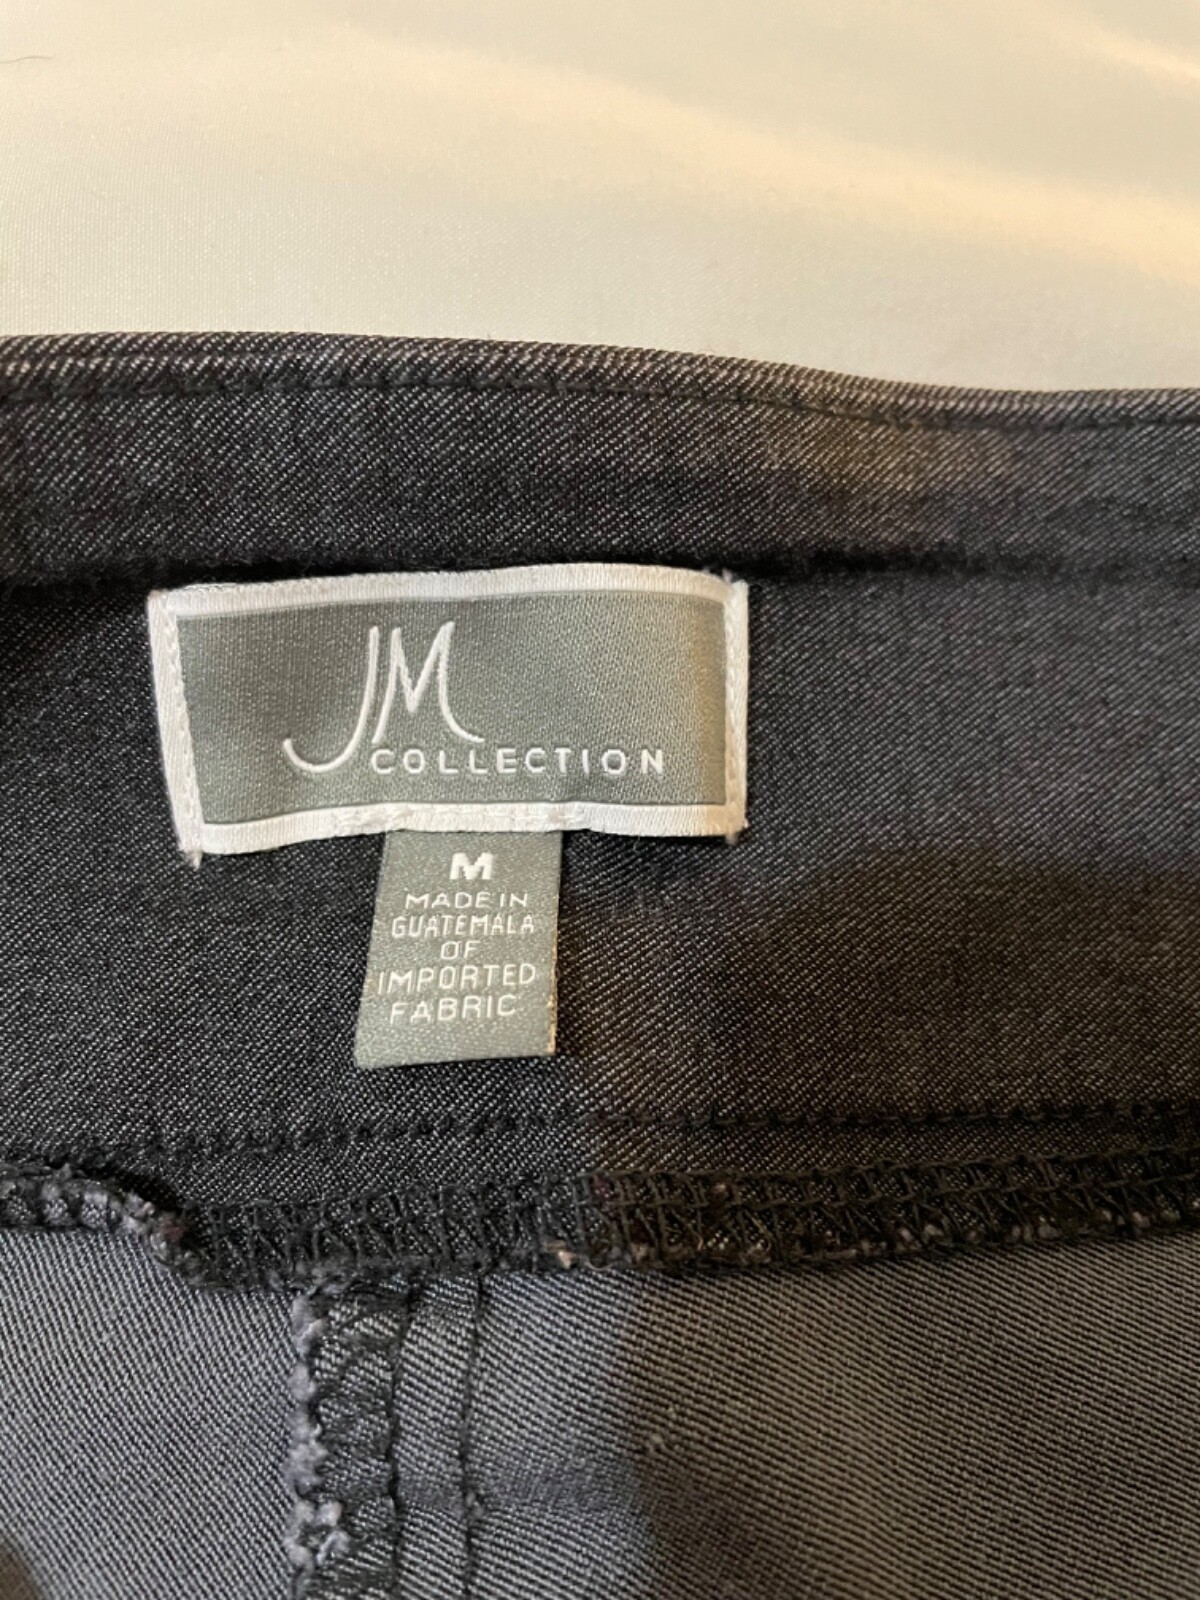 JM
COLLECTION
M
MADE IN
GUATEMALA
OF
IMPORTED
FABRIC